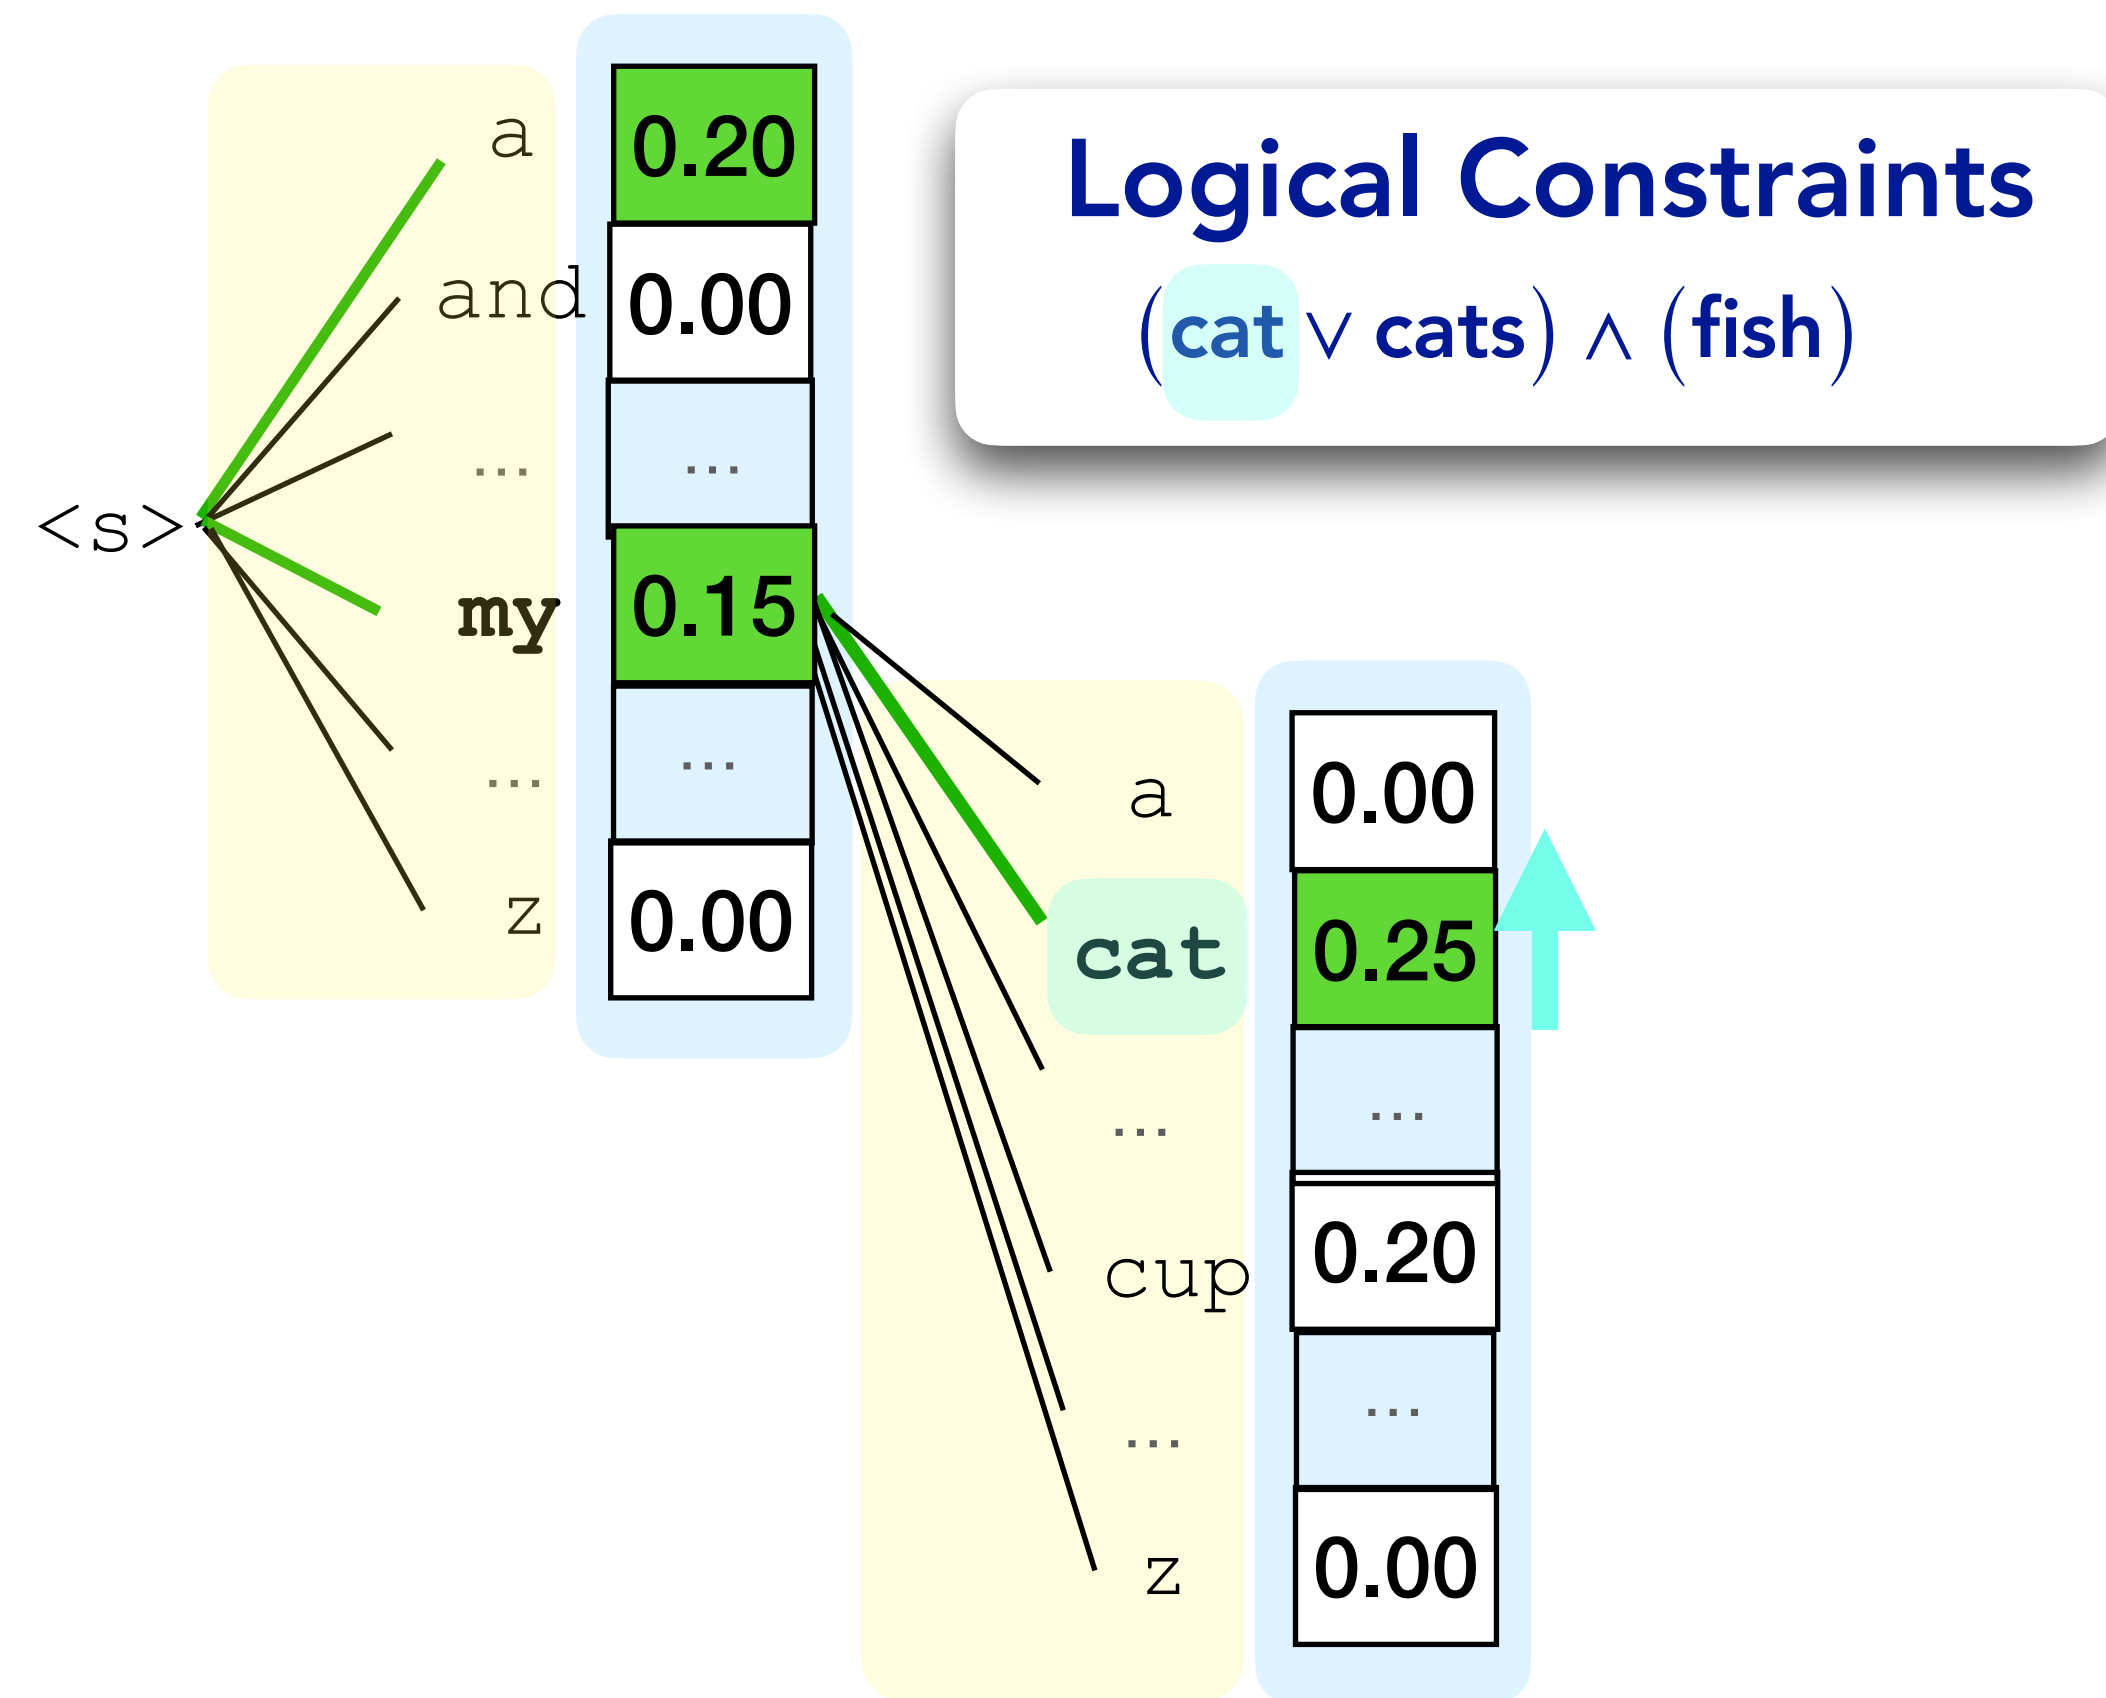 Logical Constraints
(cat ∨ cats) ∧ (fish)
<s>
a 0.20
and 0.00
... ...
my 0.15
... ...
z 0.00
a 0.00
cat 0.25
... ...
cup 0.20
... ...
z 0.00